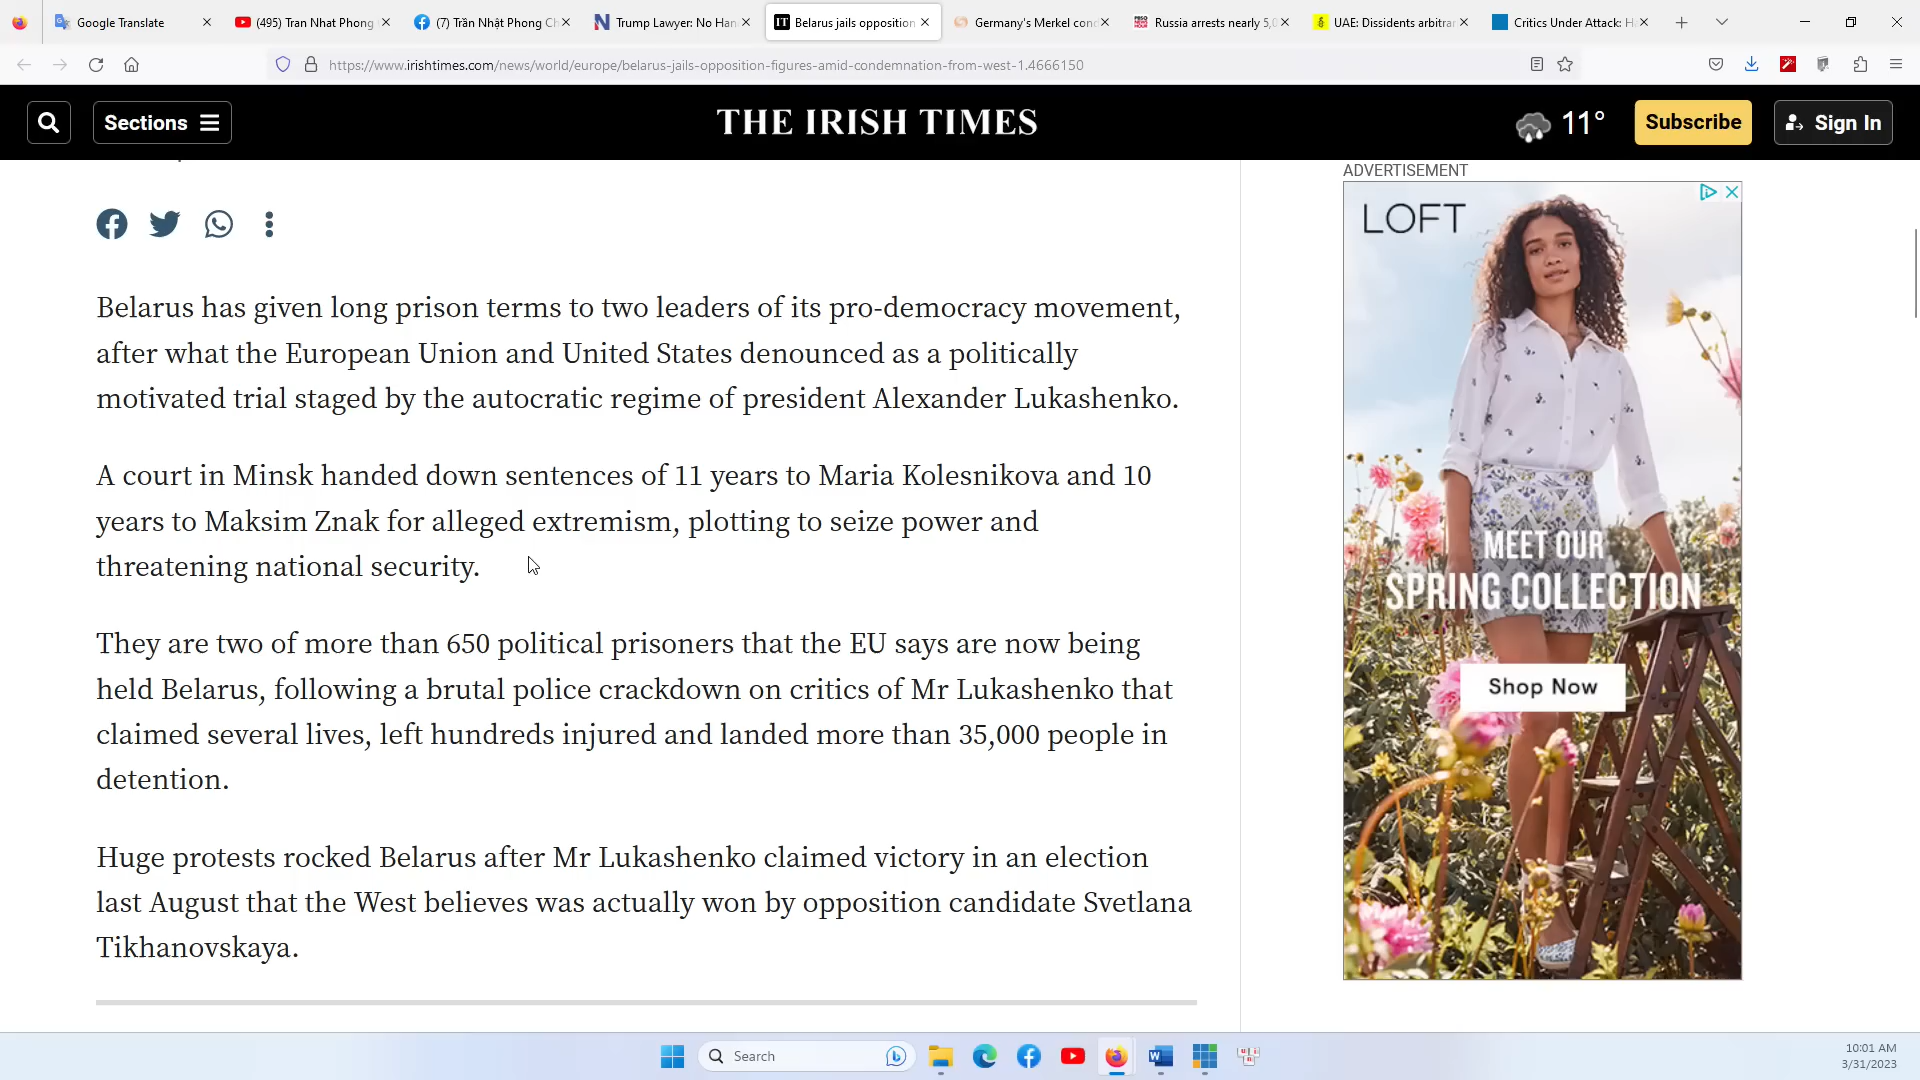 Google Translate
(495) Tran Nhat Phong
(7) Trần Nhật Phong Ch
Trump Lawyer: No Han
Belarus jails opposition
Germany's Merkel con
Russia arrests nearly 5,0
UAE: Dissidents arbitrar
Critics Under Attack: H
https://www.irishtimes.com/news/world/europe/belarus-jails-opposition-figures-amid-condemnation-from-west-1.4666150
Sections
THE IRISH TIMES
11°
Subscribe
Sign In
ADVERTISEMENT
LOFT
Belarus has given long prison terms to two leaders of its pro-democracy movement,
after what the European Union and United States denounced as a politically
motivated trial staged by the autocratic regime of president Alexander Lukashenko.
A court in Minsk handed down sentences of 11 years to Maria Kolesnikova and 10
years to Maksim Znak for alleged extremism, plotting to seize power and
threatening national security.
They are two of more than 650 political prisoners that the EU says are now being
held Belarus, following a brutal police crackdown on critics of Mr Lukashenko that
claimed several lives, left hundreds injured and landed more than 35,000 people in
detention.
Huge protests rocked Belarus after Mr Lukashenko claimed victory in an election
last August that the West believes was actually won by opposition candidate Svetlana
Tikhanovskaya.
MEET OUR
SPRING COLLECTION
Shop Now
Search
10:01 AM
3/31/2023